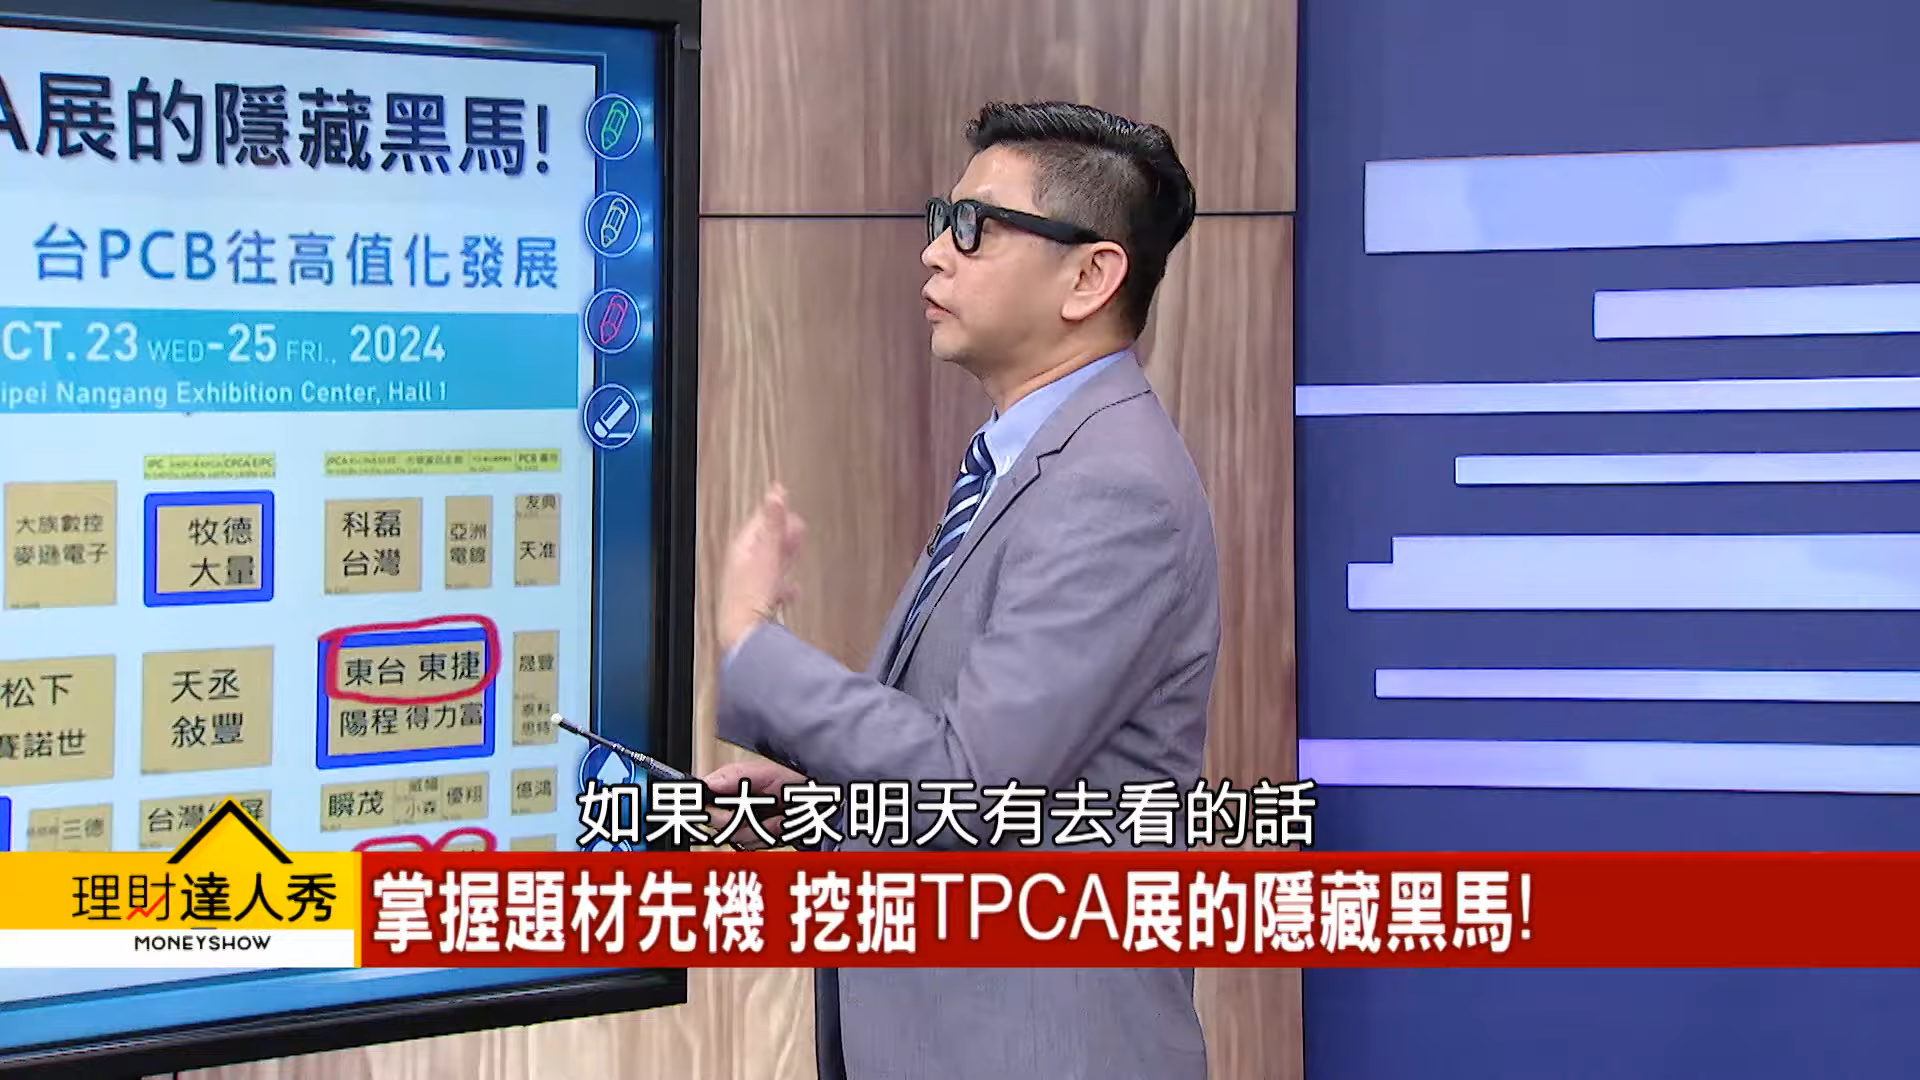 A展的隱藏黑馬!
台PCB往高值化發展
CT. 23 WED-25 FRI., 2024
ipei Nangang Exhibition Center, Hall 1
大族數控
麥遜電子
牧德
大量
科磊
台灣
亞洲
電鍍
友典
天准
松下
賽諾世
天丞
敍豐
東台 東捷
陽程 得力富
晟豐
三德
瞬茂
小森
優翔
億鴻
如果大家明天有去看的話
理財達人秀
MONEYSHOW
掌握題材先機 挖掘TPCA展的隱藏黑馬!